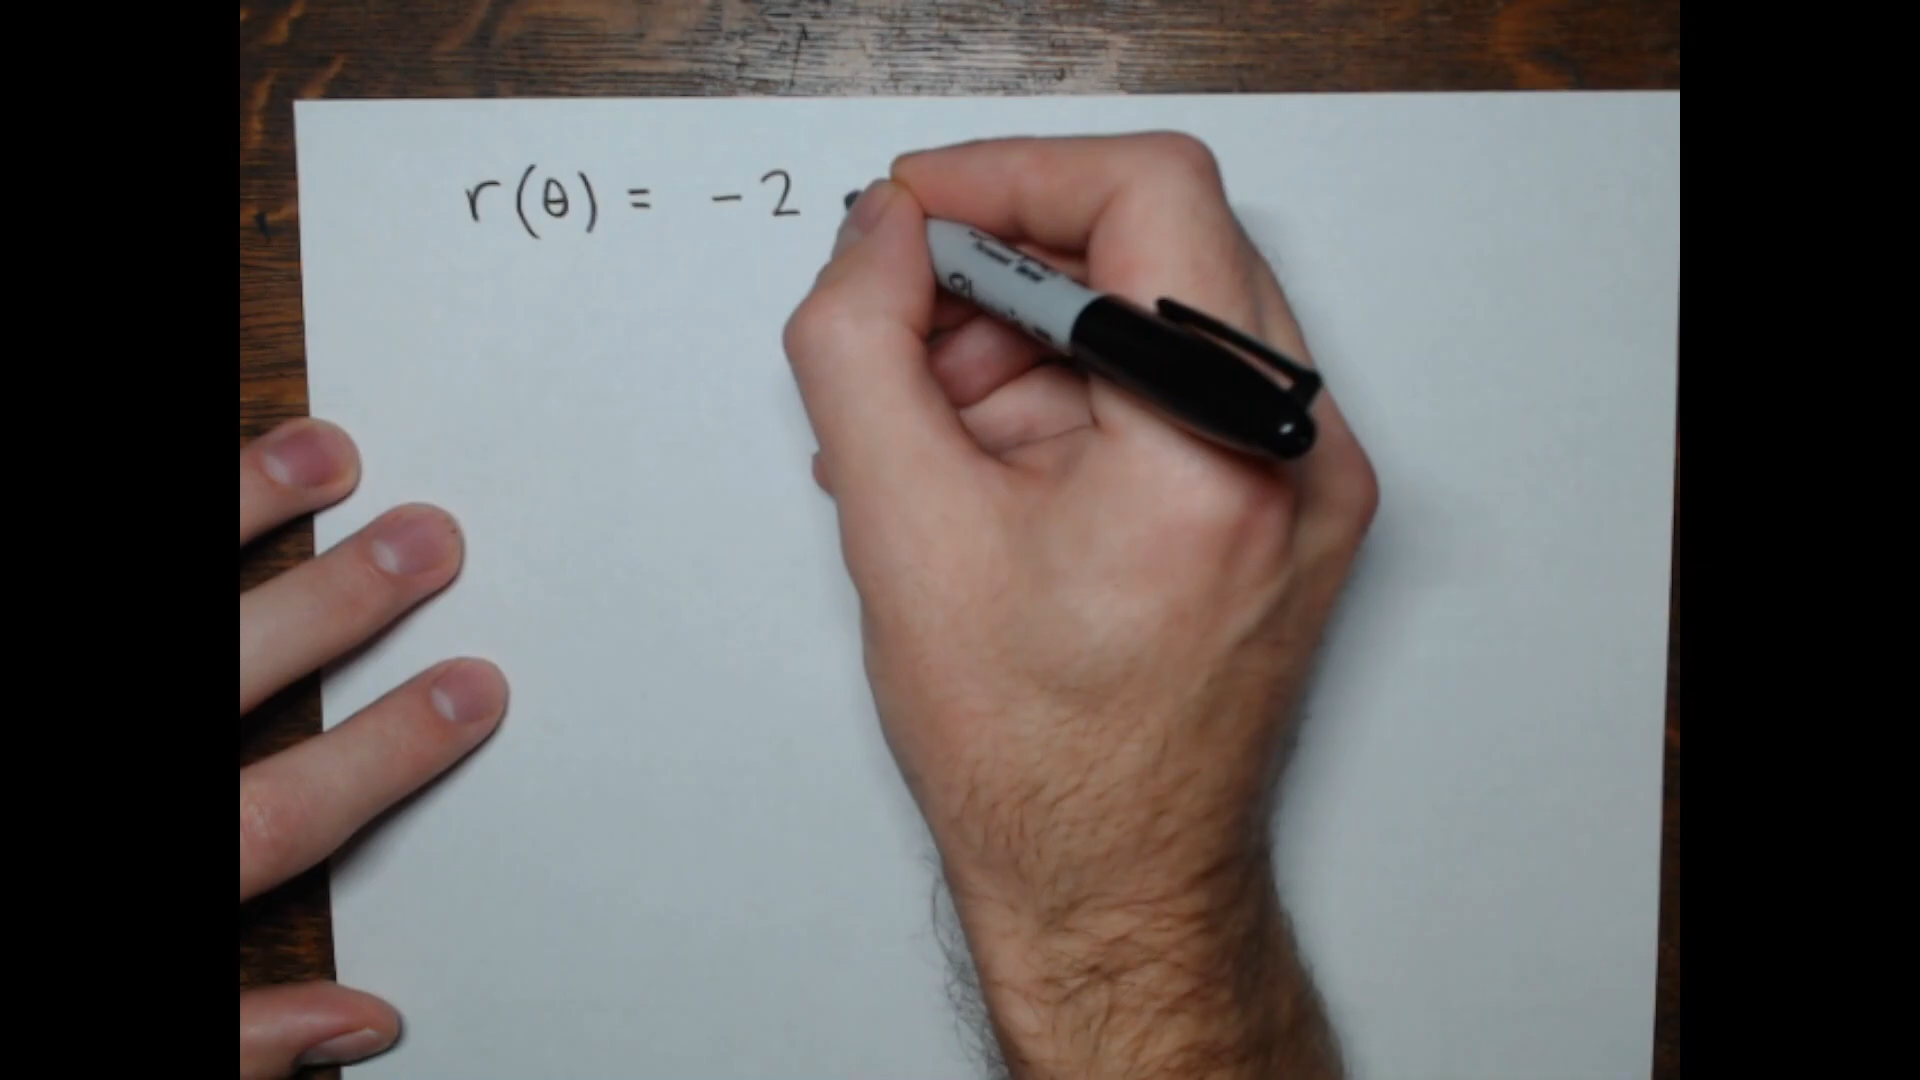 r(θ) = -2